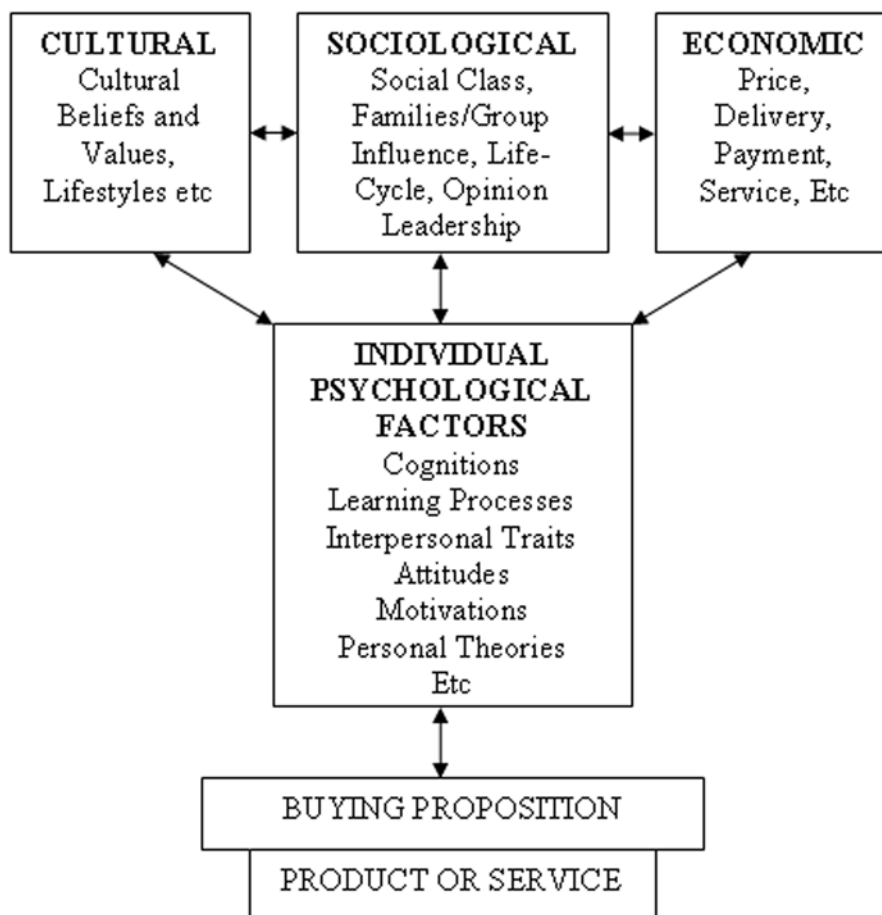 CULTURAL
Cultural
Beliefs and
Values,
Lifestyles etc
SOCIOLOGICAL
Social Class,
Families/Group
Influence, Life-
Cycle, Opinion
Leadership
ECONOMIC
Price,
Delivery,
Payment,
Service, Etc
INDIVIDUAL
PSYCHOLOGICAL
FACTORS
Cognitions
Learning Processes
Interpersonal Traits
Attitudes
Motivations
Personal Theories
Etc
BUYING PROPOSITION
PRODUCT OR SERVICE